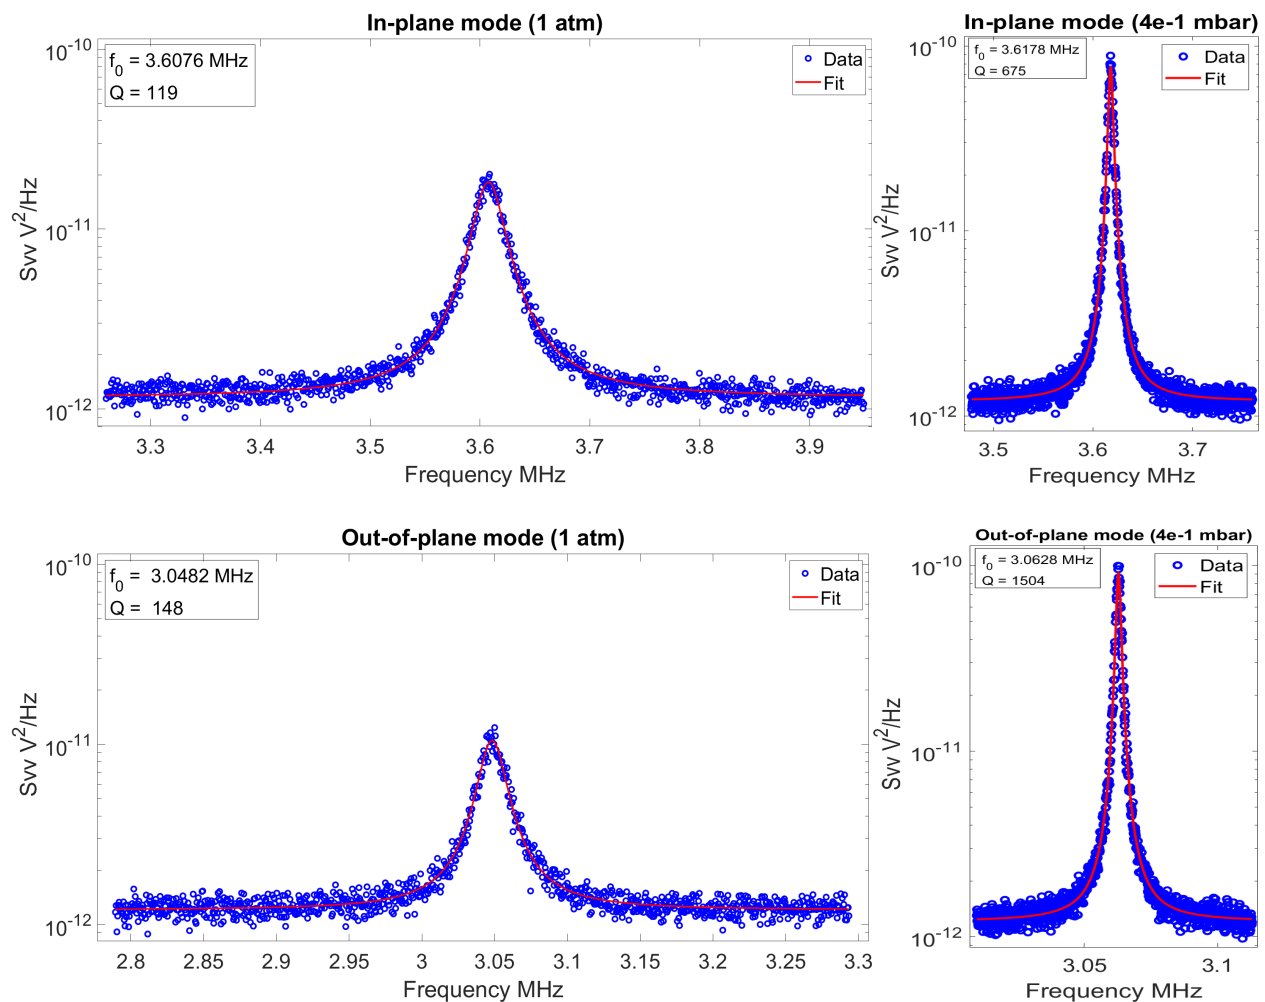 In-plane mode (1 atm)
10^-10
10^-11
10^-12
f_0 = 3.6076 MHz
Q = 119
Data
Fit
Svv V^2/Hz
3.3 3.4 3.5 3.6 3.7 3.8 3.9
Frequency MHz
In-plane mode (4e-1 mbar)
10^-10
10^-11
10^-12
f_0 = 3.6178 MHz
Q = 675
Data
Fit
Svv V^2/Hz
3.5 3.6 3.7
Frequency MHz
Out-of-plane mode (1 atm)
10^-10
10^-11
10^-12
f_0 = 3.0482 MHz
Q = 148
Data
Fit
Svv V^2/Hz
2.8 2.85 2.9 2.95 3 3.05 3.1 3.15 3.2 3.25 3.3
Frequency MHz
Out-of-plane mode (4e-1 mbar)
10^-10
10^-11
10^-12
f_0 = 3.0628 MHz
Q = 1504
Data
Fit
Svv V^2/Hz
3.05 3.1
Frequency MHz